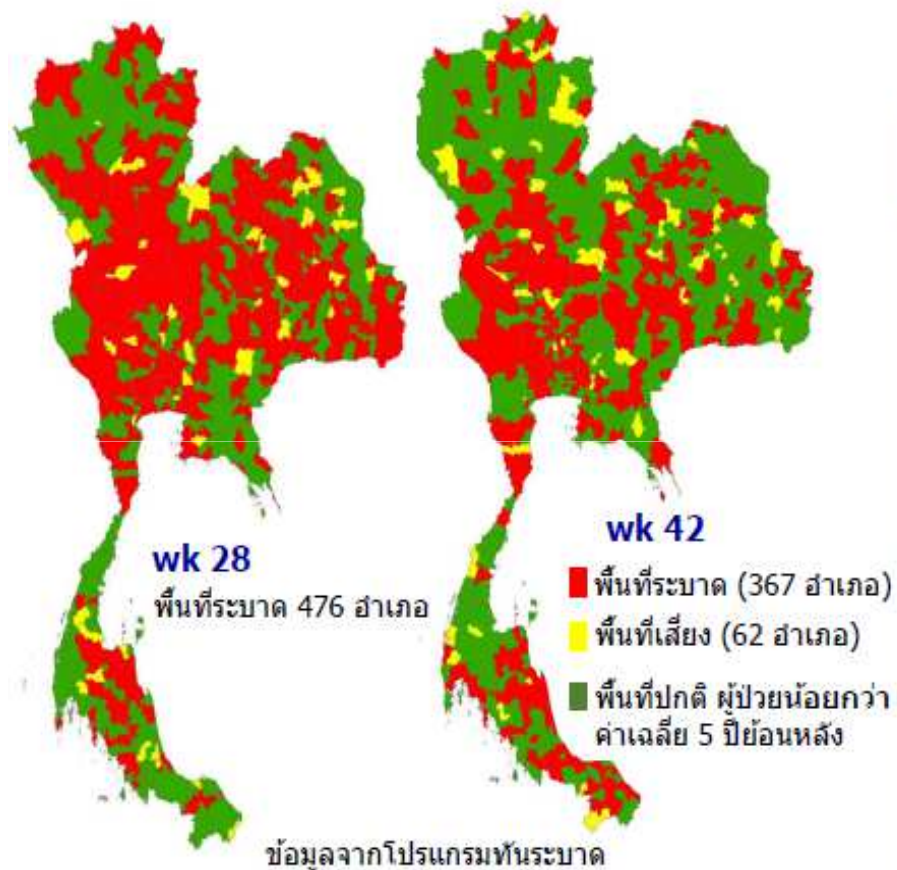 wk 28
พื้นที่ระบาด 476 อำเภอ
wk 42
พื้นที่ระบาด (367 อำเภอ)
พื้นที่เสี่ยง (62 อำเภอ)
พื้นที่ปกติ ผู้ป่วยน้อยกว่า
ค่าเฉลี่ย 5 ปีย้อนหลัง
ข้อมูลจากโปรแกรมทันระบาด